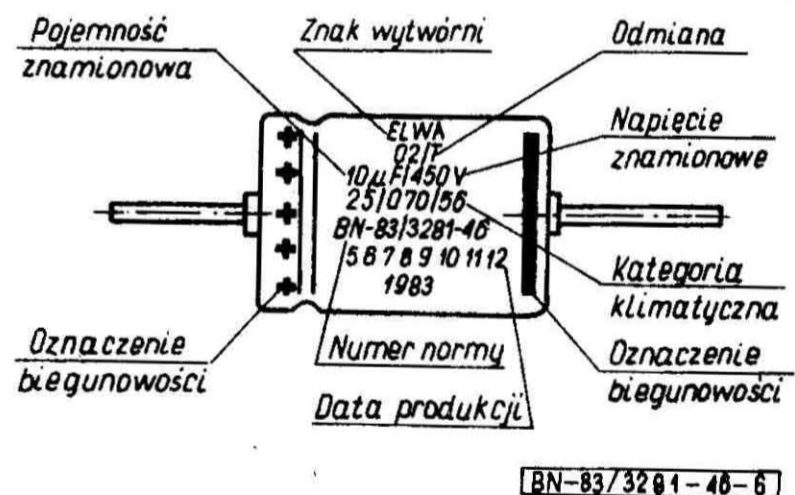 Pojemność
znamionowa
Znak wytwórni
Odmiana
Napięcie
znamionowe
+
+
+
+
+
ELWA
02/T
10µF/450V
25/070/56
BN-83/3281-46
5 6 7 8 9 10 11 12
1983
Kategoria
klimatyczna
Oznaczenie
biegunowości
Numer normy
Data produkcji
Oznaczenie
biegunowości
BN-83/3281-46-6